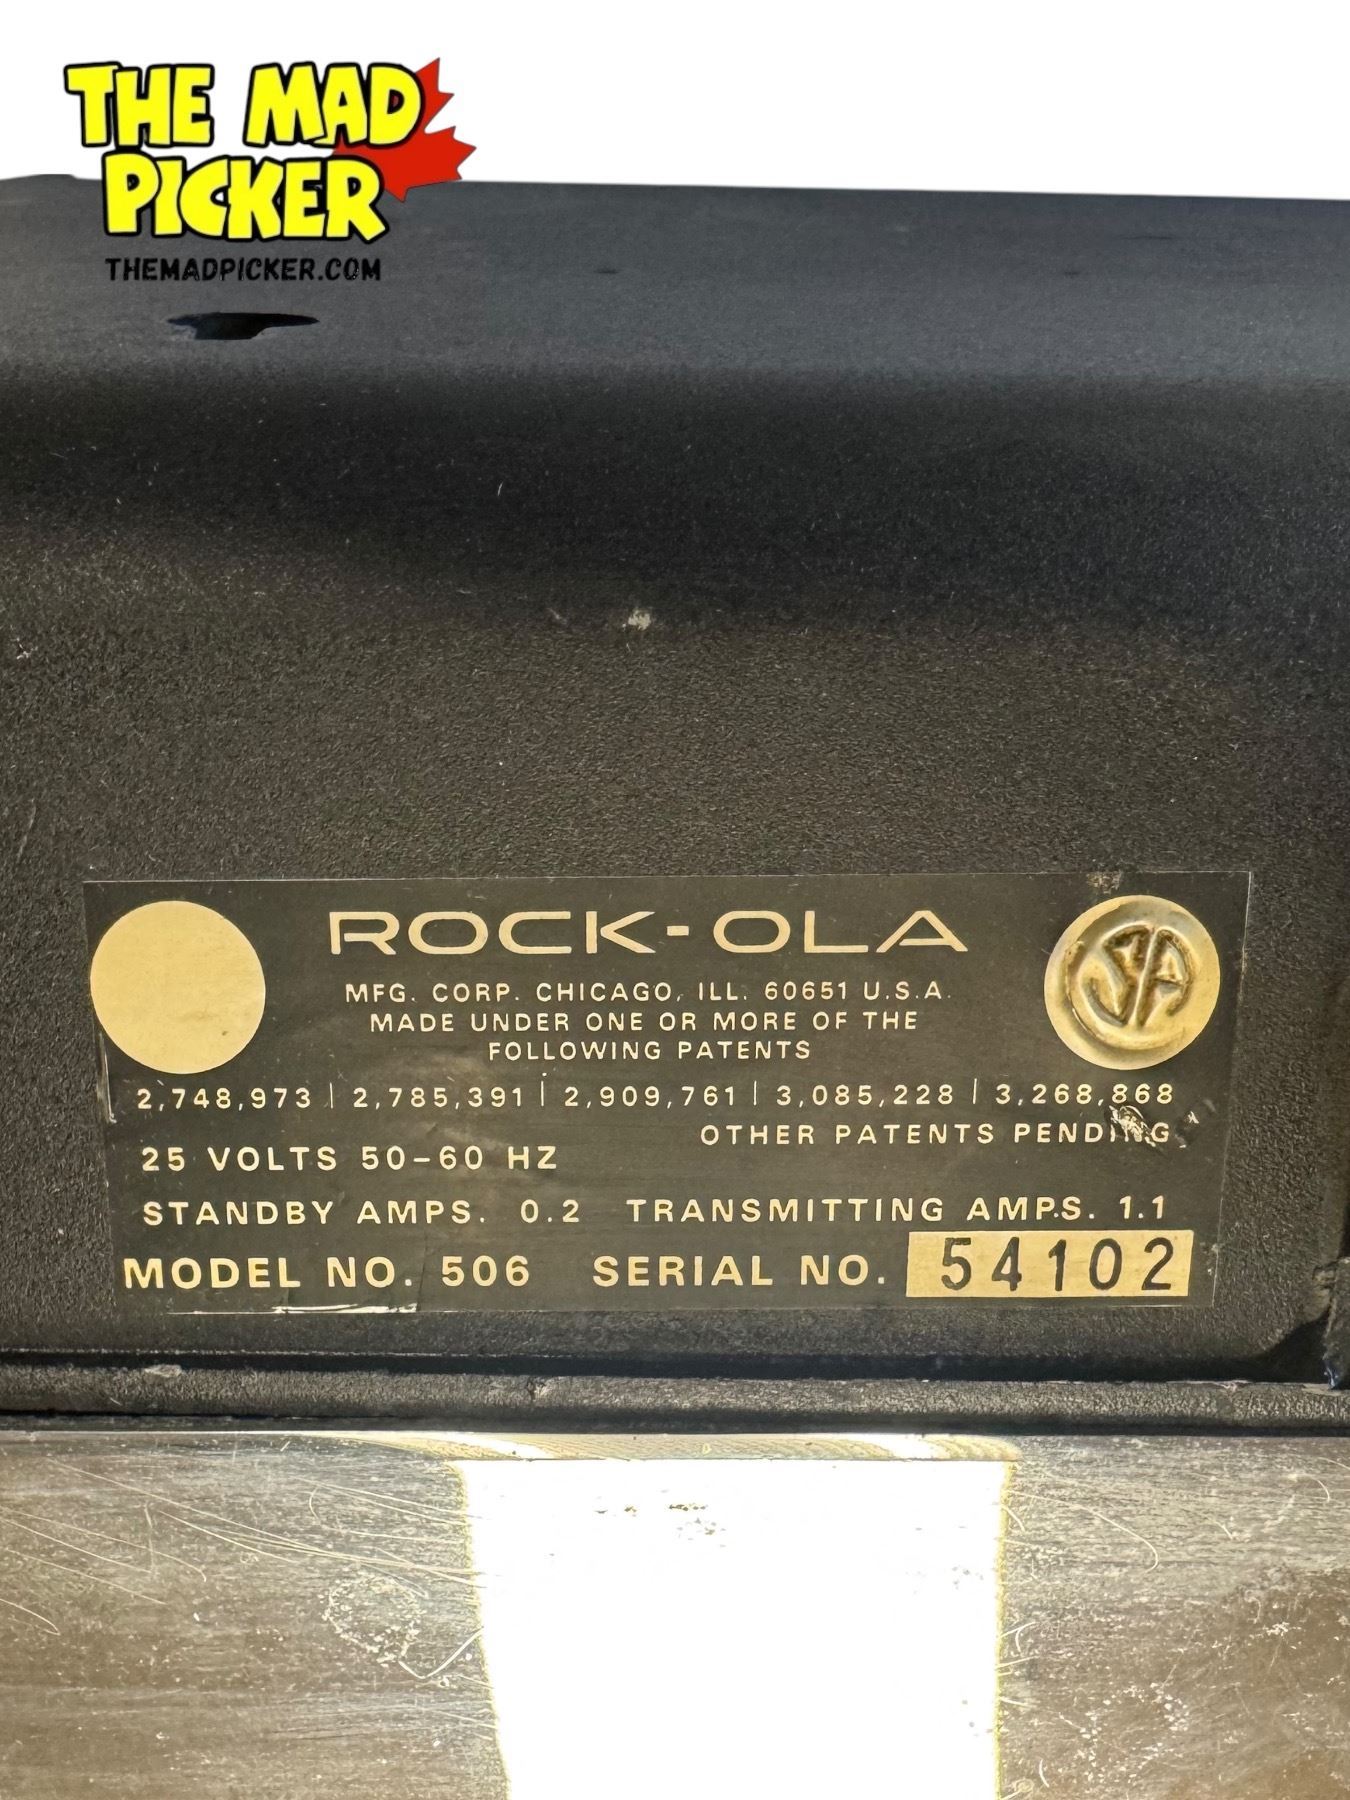 THE MAD
PICKER
THEMADPICKER.COM
ROCK-OLA
MFG. CORP. CHICAGO, ILL. 60651 U.S.A.
MADE UNDER ONE OR MORE OF THE
FOLLOWING PATENTS
2,748,973 | 2,785,391 | 2,909,761 | 3,085,228 | 3,268,868
OTHER PATENTS PENDING
25 VOLTS 50-60 HZ
STANDBY AMPS. 0.2 TRANSMITTING AMP.S. 1.1
MODEL NO. 506 SERIAL NO. 54102